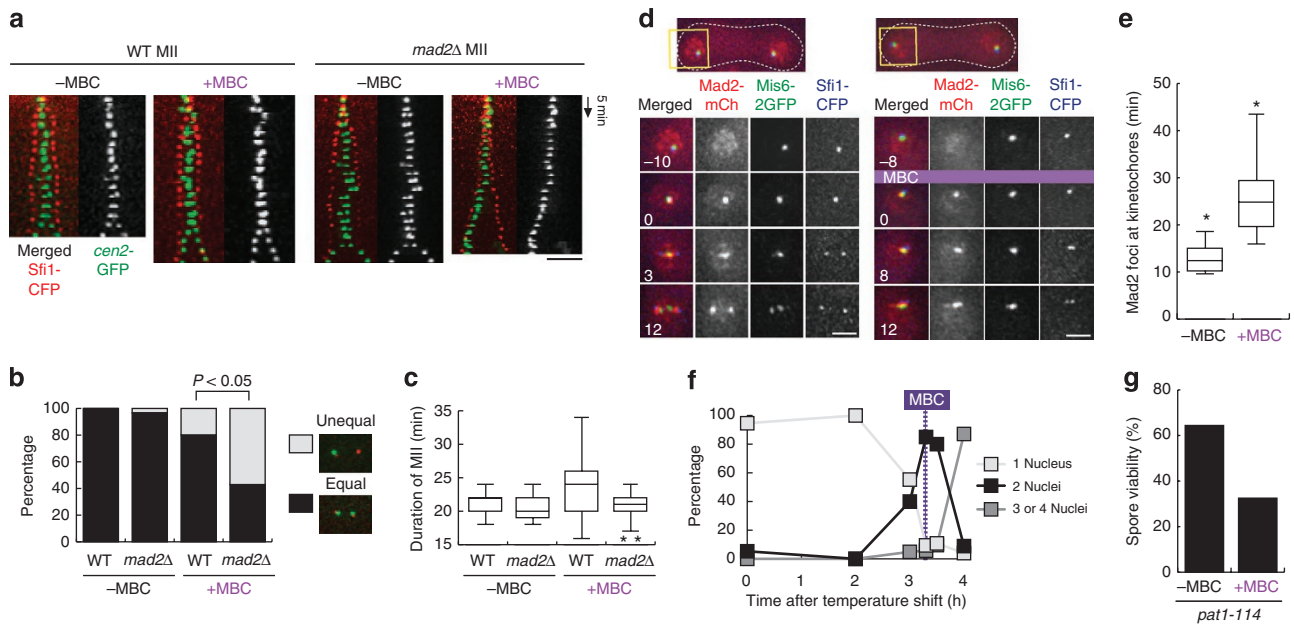 a
WT MII
mad2Δ MII
–MBC
+MBC
–MBC
+MBC
5 min
Merged
Sfi1-
CFP
cen2-
GFP
b
P < 0.05
100
80
60
40
20
0
Percentage
WT
mad2Δ
WT
mad2Δ
–MBC
+MBC
Unequal
Equal
c
35
30
25
20
15
Duration of MII (min)
* *
WT
mad2Δ
WT
mad2Δ
–MBC
+MBC
d
Merged
Mad2-
mCh
Mis6-
2GFP
Sfi1-
CFP
–10
0
3
12
Merged
Mad2-
mCh
Mis6-
2GFP
Sfi1-
CFP
–8
MBC
0
8
12
e
50
40
30
20
10
0
Mad2 foci at kinetochores (min)
*
*
–MBC
+MBC
f
MBC
100
80
60
40
20
0
Percentage
0
1
2
3
4
Time after temperature shift (h)
1 Nucleus
2 Nuclei
3 or 4 Nuclei
g
80
60
40
20
0
Spore viability (%)
–MBC
+MBC
pat1-114